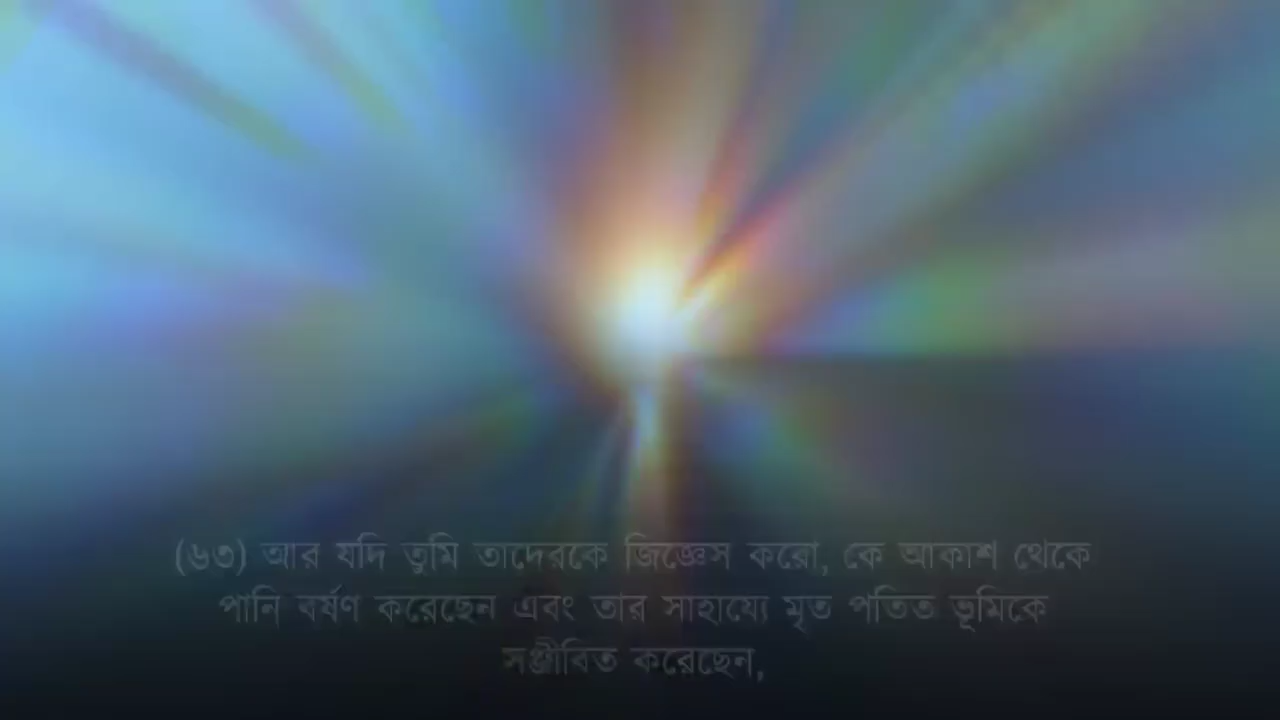 (৬৩) আর যদি তুমি তাদেরকে জিজ্ঞেস করো, কে আকাশ থেকে
পানি বর্ষণ করেছেন এবং তার সাহায্যে মৃত পতিত ভূমিকে
সঞ্জীবিত করেছেন,